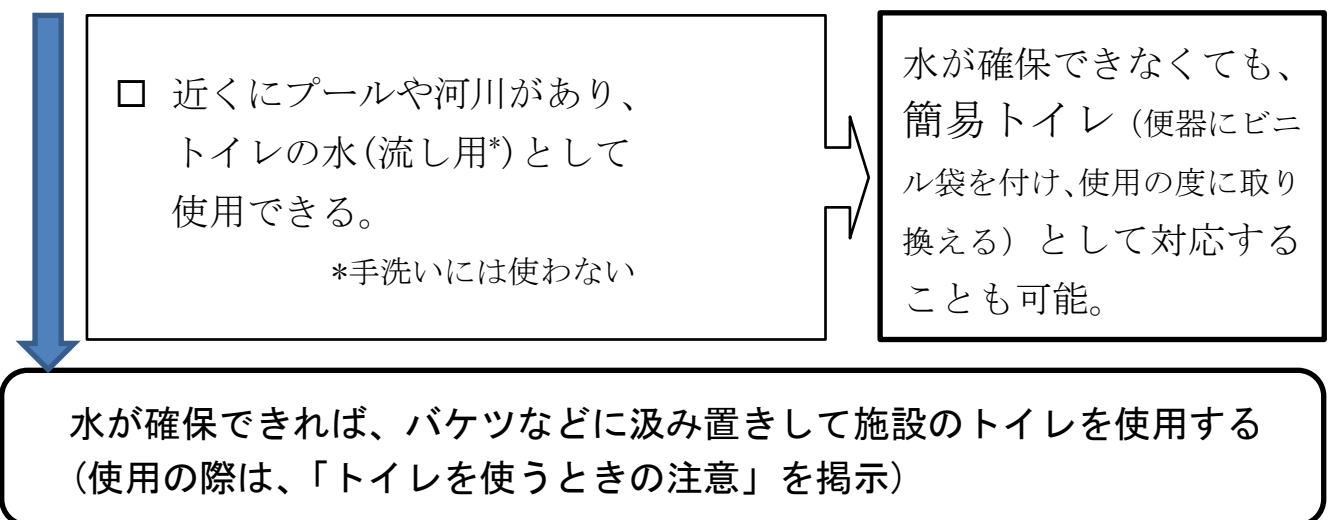 □ 近くにプールや河川があり、
トイレの水(流し用*)として
使用できる。
*手洗いには使わない
水が確保できなくても、
簡易トイレ(便器にビニ
ル袋を付け、使用の度に取り
換える)として対応する
ことも可能。
水が確保できれば、バケツなどに汲み置きして施設のトイレを使用する
(使用の際は、「トイレを使うときの注意」を掲示)